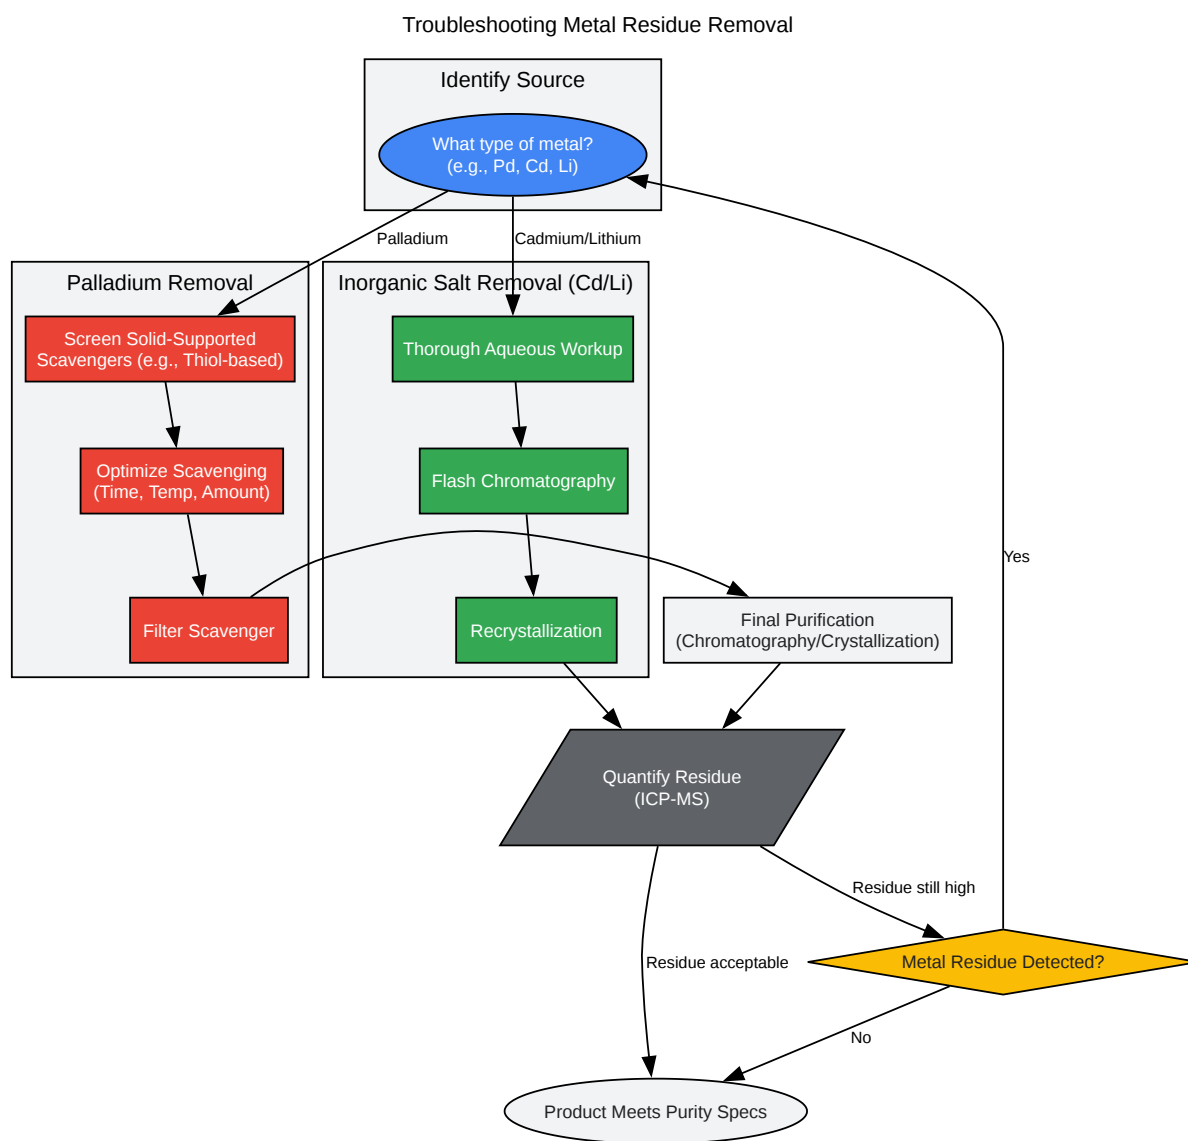 Troubleshooting Metal Residue Removal
Identify Source
What type of metal?
(e.g., Pd, Cd, Li)
Palladium
Cadmium/Lithium
Palladium Removal
Inorganic Salt Removal (Cd/Li)
Screen Solid-Supported
Scavengers (e.g., Thiol-based)
Thorough Aqueous Workup
Optimize Scavenging
(Time, Temp, Amount)
Flash Chromatography
Yes
Filter Scavenger
Recrystallization
Final Purification
(Chromatography/Crystallization)
Quantify Residue
(ICP-MS)
Residue still high
Residue acceptable
Metal Residue Detected?
No
Product Meets Purity Specs